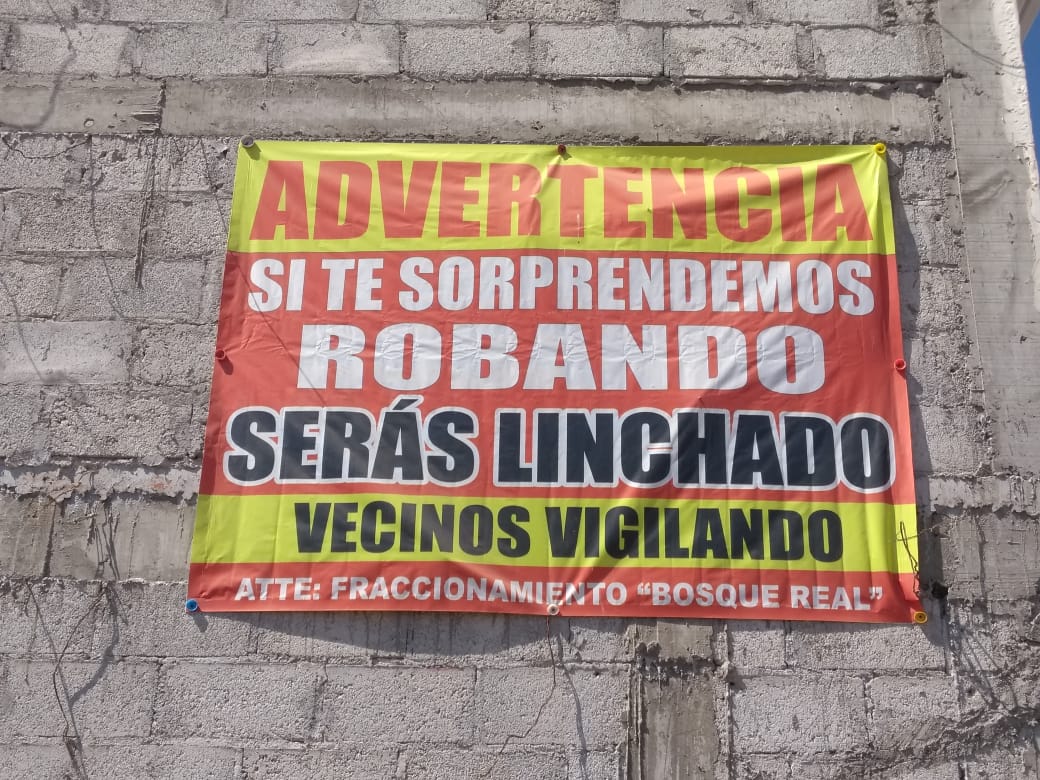 ADVERTENCIA
SI TE SORPRENDEMOS
ROBANDO
SERÁS LINCHADO
VECINOS VIGILANDO
ATTE: FRACCIONAMIENTO “BOSQUE REAL”